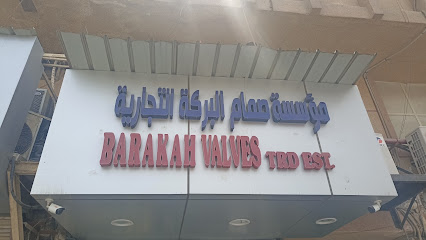 مؤسسة صمام البركة التجارية
BARAKAH VALVES TRD EST.